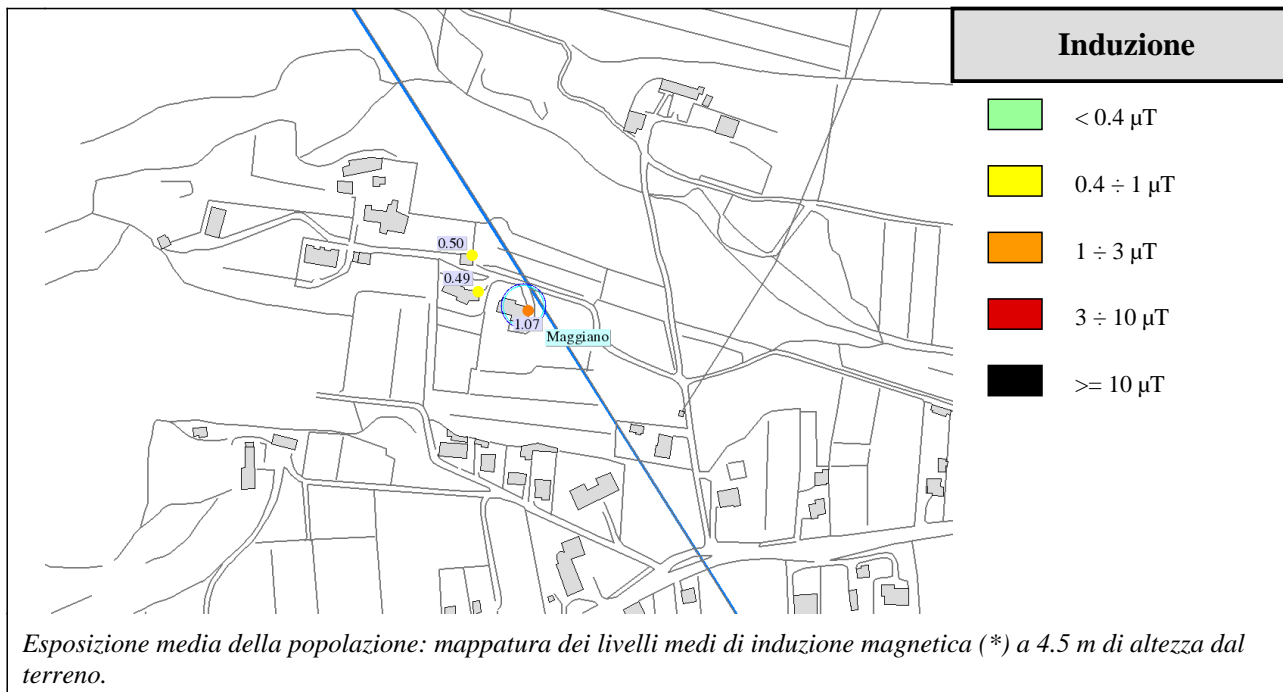 Induzione
< 0.4 µT
0.4 ÷ 1 µT
1 ÷ 3 µT
3 ÷ 10 µT
>= 10 µT
0.50
0.49
1.07
Maggiano
Esposizione media della popolazione: mappatura dei livelli medi di induzione magnetica (*) a 4.5 m di altezza dal
terreno.